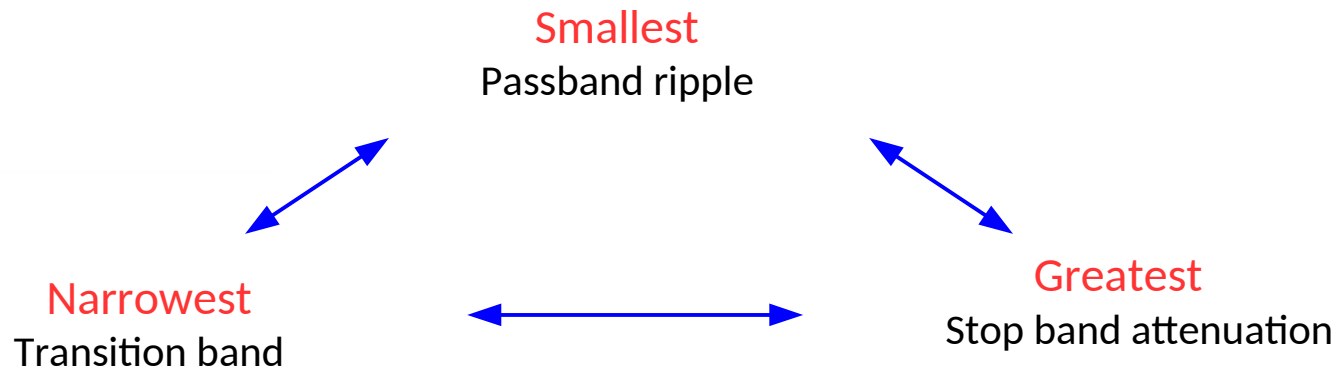 Smallest
Passband ripple
Narrowest
Transition band
Greatest
Stop band attenuation